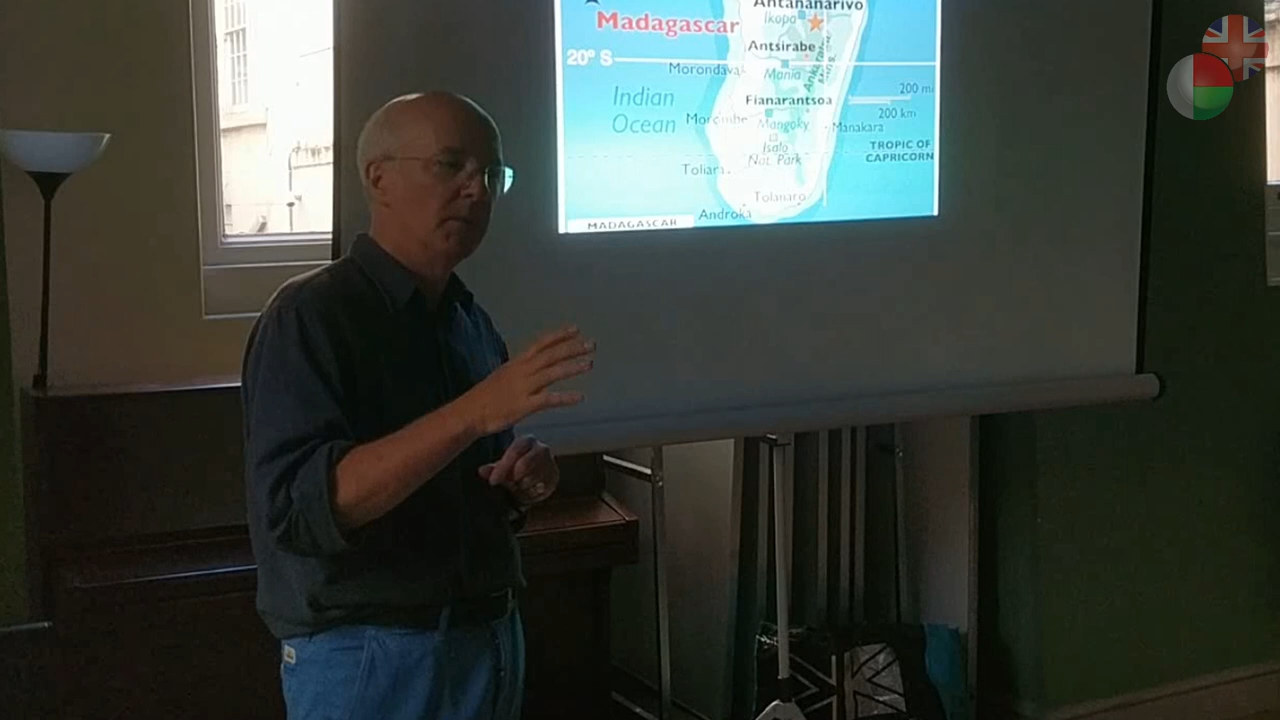 Antananarivo
Ikopa
Madagascar
Antsirabe
20° S
Morondava
Mania
Indian
Ocean
Fianarantsoa
200 mi
200 km
Morombe
Mangoky
Manakara
Isalo
Nat. Park
TROPIC OF
CAPRICORN
Toliara
Tolanaro
Androka
MADAGASCAR